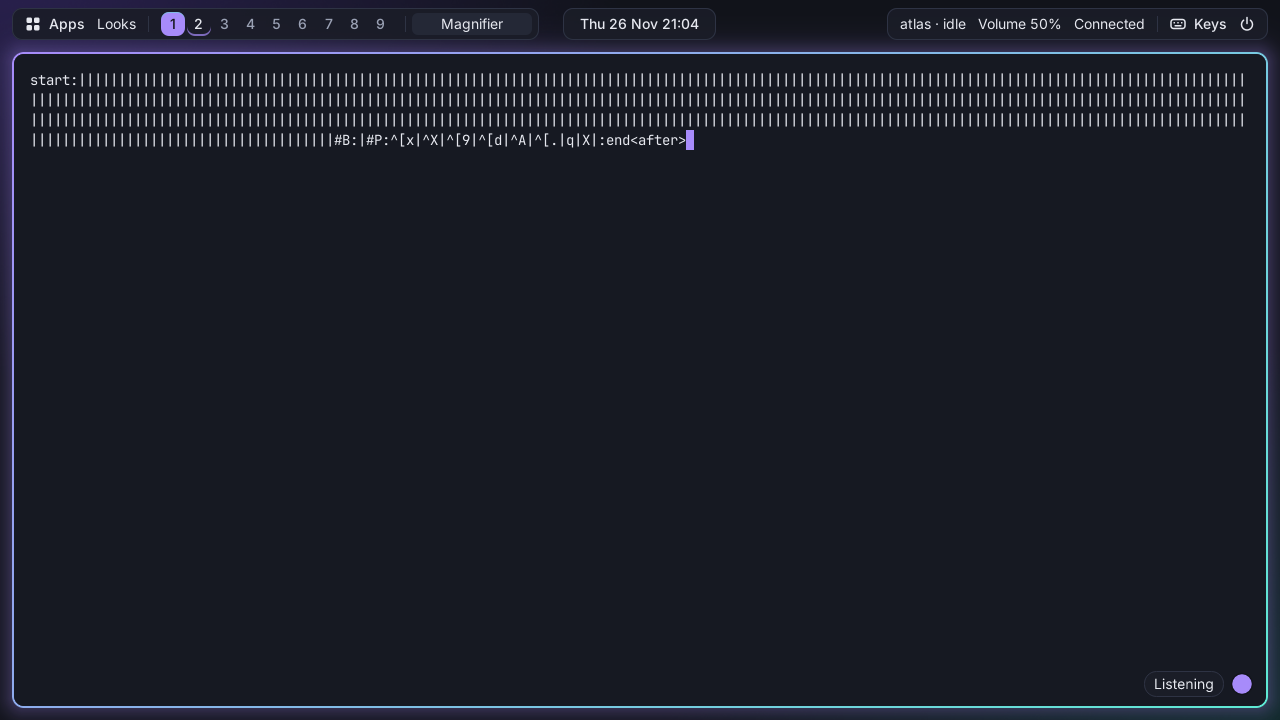 Apps Looks 1 2 3 4 5 6 7 8 9 Magnifier Thu 26 Nov 21:04 atlas · idle Volume 50% Connected Keys
start:||||||||||||||||||||||||||||||||||||||||||||||||||||||||||||||||||||||||||||||||||||||||||||||||||||||||||||||||||||||||||||||||||||||||||||||||||
||||||||||||||||||||||||||||||||||||||||||||||||||||||||||||||||||||||||||||||||||||||||||||||||||||||||||||||||||||||||||||||||||||||||||||||||||||||||
||||||||||||||||||||||||||||||||||||||||||||||||||||||||||||||||||||||||||||||||||||||||||||||||||||||||||||||||||||||||||||||||||||||||||||||||||||||||
||||||||||||||||||||||||||||||||||||||#B:|#P:^[x|^X|^[9|^[d|^A|^[.|q|X|:end<after>
Listening